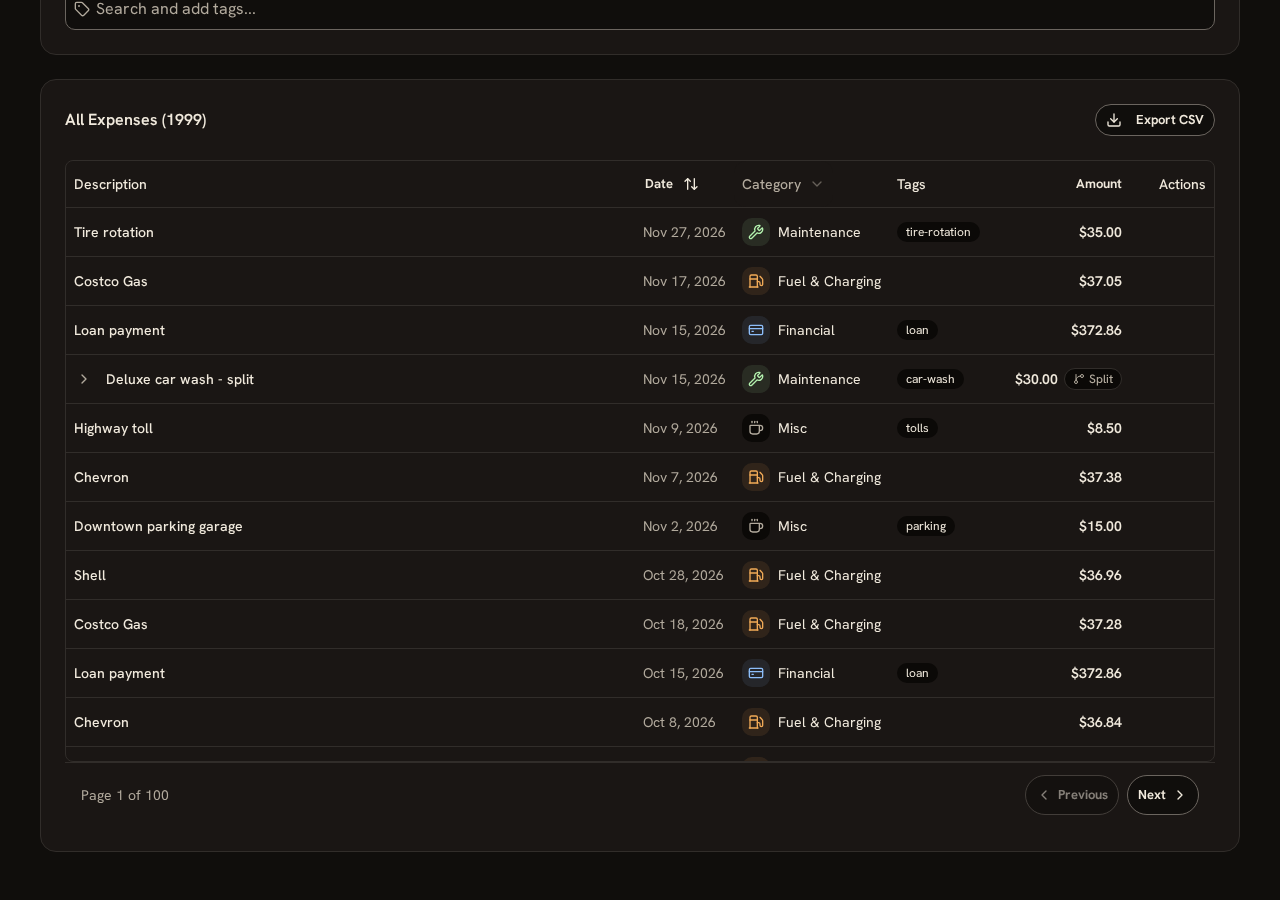 Search and add tags...
All Expenses (1999)
Export CSV
Description Date Category Tags Amount Actions
Tire rotation Nov 27, 2026 Maintenance tire-rotation $35.00
Costco Gas Nov 17, 2026 Fuel & Charging $37.05
Loan payment Nov 15, 2026 Financial loan $372.86
Deluxe car wash - split Nov 15, 2026 Maintenance car-wash $30.00 Split
Highway toll Nov 9, 2026 Misc tolls $8.50
Chevron Nov 7, 2026 Fuel & Charging $37.38
Downtown parking garage Nov 2, 2026 Misc parking $15.00
Shell Oct 28, 2026 Fuel & Charging $36.96
Costco Gas Oct 18, 2026 Fuel & Charging $37.28
Loan payment Oct 15, 2026 Financial loan $372.86
Chevron Oct 8, 2026 Fuel & Charging $36.84
Page 1 of 100 Previous Next